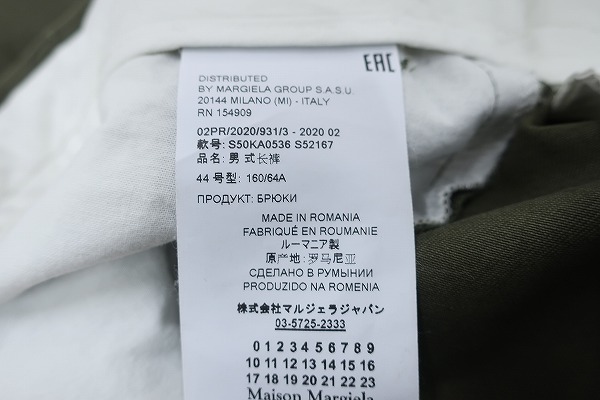 EAC
DISTRIBUTED
BY MARGIELA GROUP S.A.S.U.
20144 MILANO (MI) - ITALY
RN 154909
02PR/2020/931/3 - 2020 02
款号: S50KA0536 S52167
品名: 男 式长裤
44 号型: 160/64A
ПРОДУКТ: БРЮКИ
MADE IN ROMANIA
FABRIQUÉ EN ROUMANIE
ルーマニア製
原产地: 罗马尼亚
СДЕЛАНО В РУМЫНИИ
PRODUZIDO NA ROMENIA
株式会社マルジェラジャパン
03-5725-2333
0 1 2 3 4 5 6 7 8 9
10 11 12 13 14 15 16
17 18 19 20 21 22 23
Maison Margiela